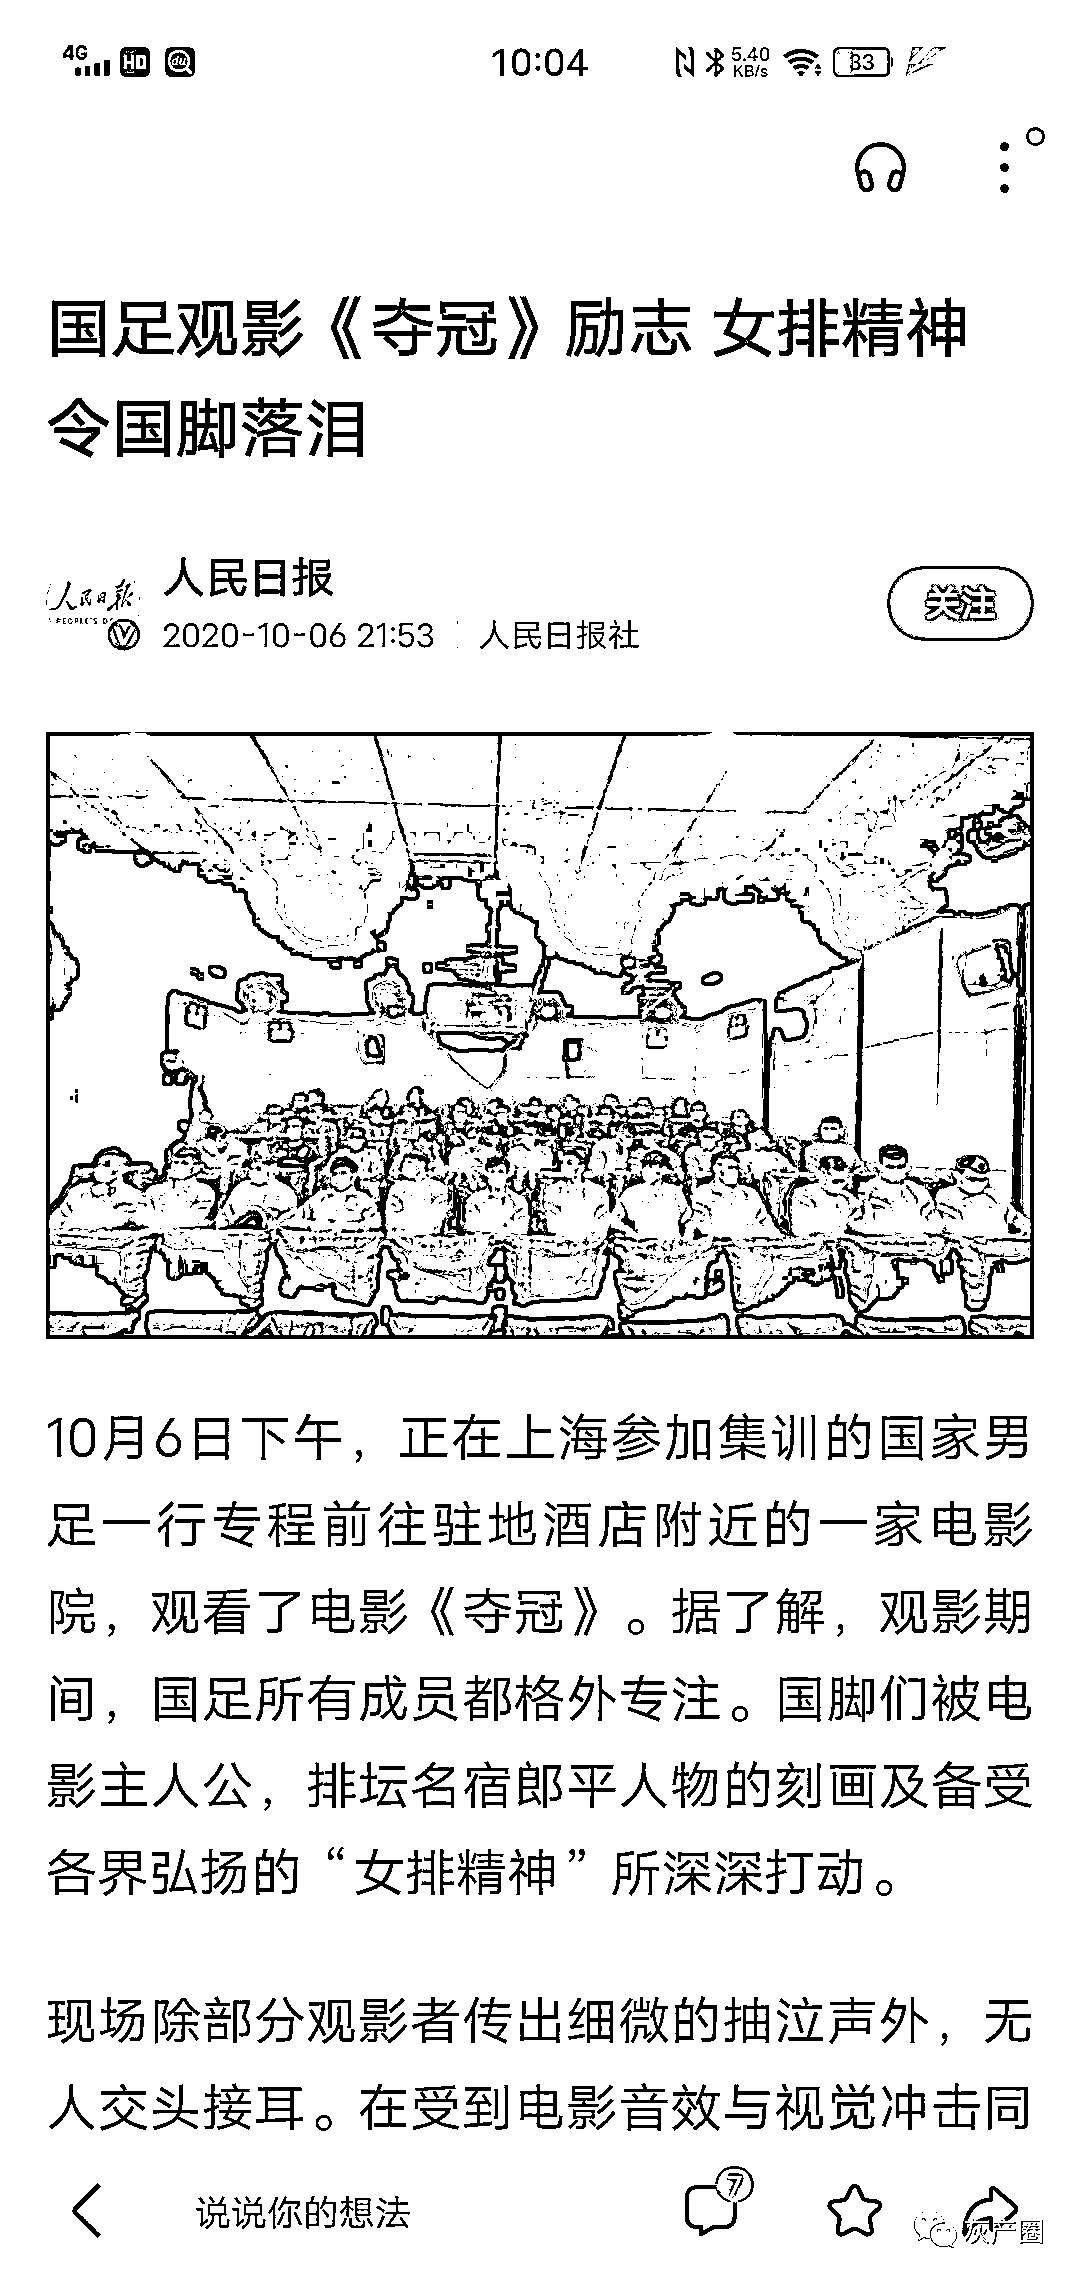 4G HD du 10:04 5.40 KB/s 83
国足观影《夺冠》励志 女排精神
令国脚落泪
人民日报
人民日报
PEOPLE'S D
2020-10-06 21:53 人民日报社
关注
10月6日下午，正在上海参加集训的国家男
足一行专程前往驻地酒店附近的一家电影
院，观看了电影《夺冠》。据了解，观影期
间，国足所有成员都格外专注。国脚们被电
影主人公，排坛名宿郎平人物的刻画及备受
各界弘扬的“女排精神”所深深打动。
现场除部分观影者传出细微的抽泣声外，无
人交头接耳。在受到电影音效与视觉冲击同
说说你的想法
7
灰产圈